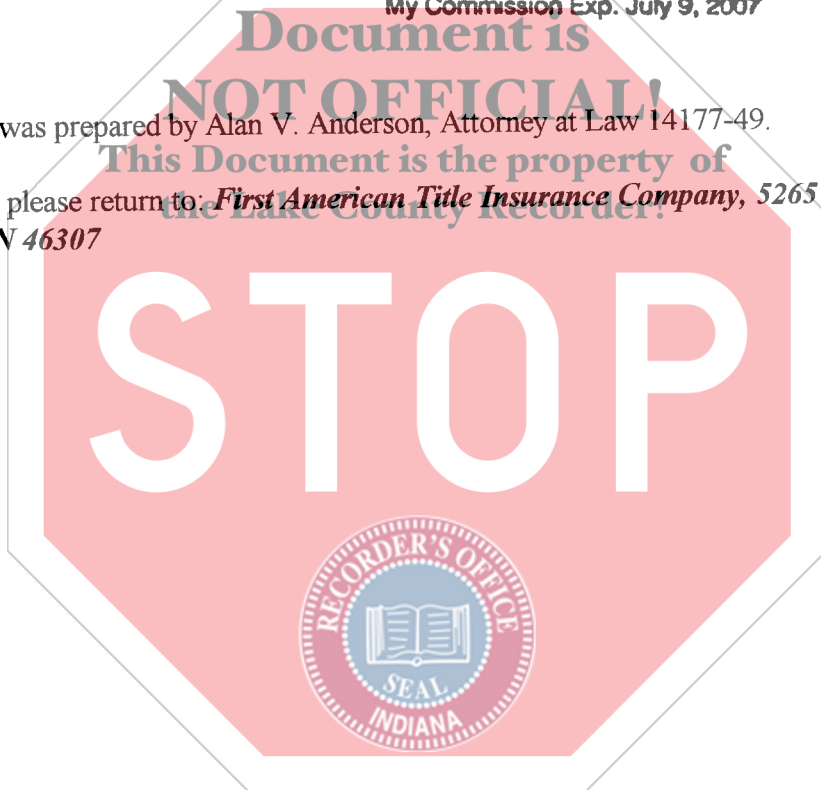 My Commission Exp. July 9, 2007
Document is
NOT OFFICIAL!
was prepared by Alan V. Anderson, Attorney at Law 14177-49.
This Document is the property of
please return to: First American Title Insurance Company, 5265
the Lake County Recorder!
46307
STOP
RECORDER'S OFFICE
SEAL
INDIANA